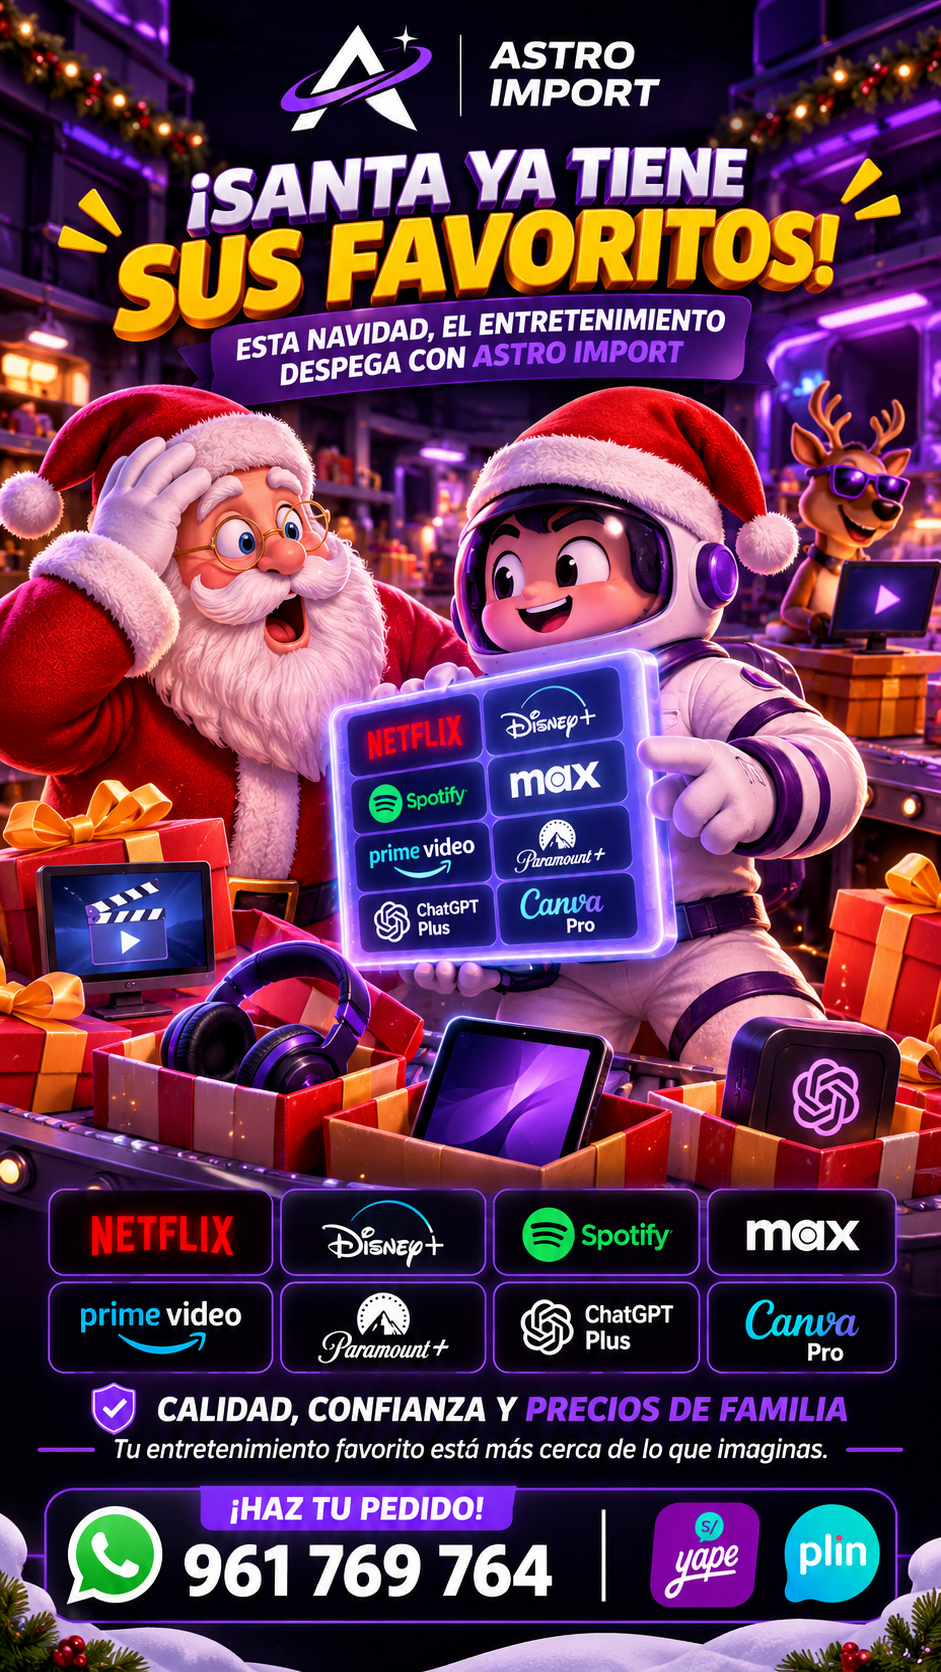 ASTRO
IMPORT
¡SANTA YA TIENE
SUS FAVORITOS!
ESTA NAVIDAD, EL ENTRETENIMIENTO
DESPEGA CON ASTRO IMPORT
NETFLIX
Disney+
Spotify
max
prime video
Paramount+
ChatGPT
Plus
Canva
Pro
NETFLIX
Disney+
Spotify
max
prime video
Paramount+
ChatGPT
Plus
Canva
Pro
CALIDAD, CONFIANZA Y PRECIOS DE FAMILIA
Tu entretenimiento favorito está más cerca de lo que imaginas.
¡HAZ TU PEDIDO!
961 769 764
S/
yape
plin